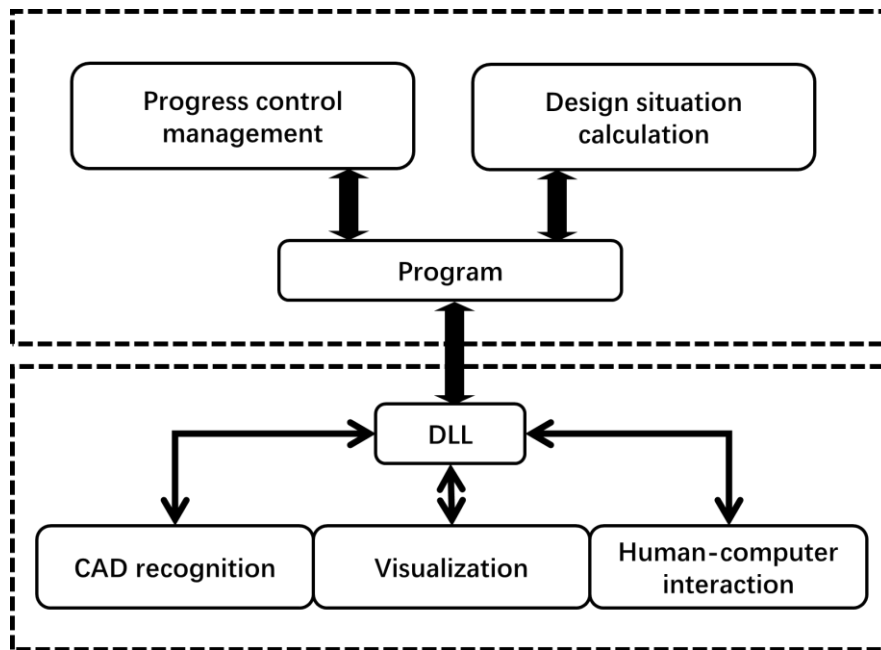 Progress control
management
Design situation
calculation
Program
DLL
CAD recognition
Visualization
Human-computer
interaction